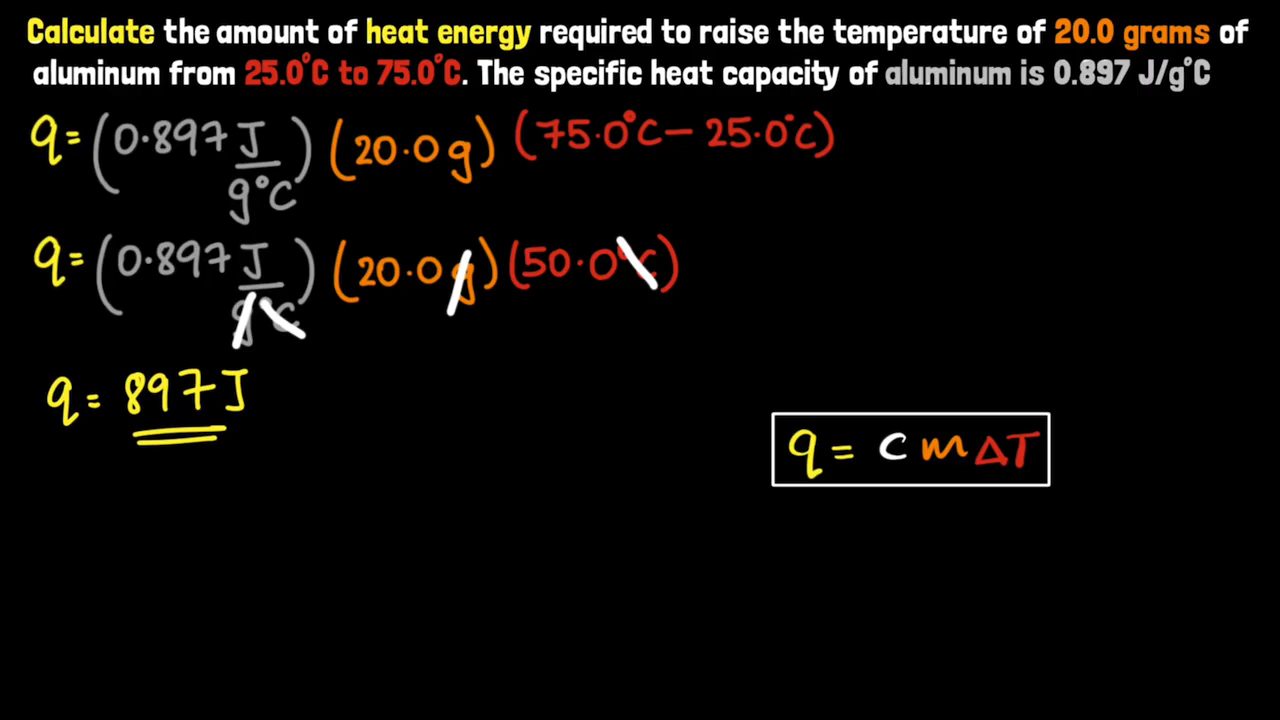 Calculate the amount of heat energy required to raise the temperature of 20.0 grams of
aluminum from 25.0°C to 75.0°C. The specific heat capacity of aluminum is 0.897 J/g°C
q = (0.897 J/g°C) (20.0 g) (75.0°C - 25.0°C)
q = (0.897 J/g°C) (20.0 g) (50.0°C)
q = 897 J
q = c m ΔT